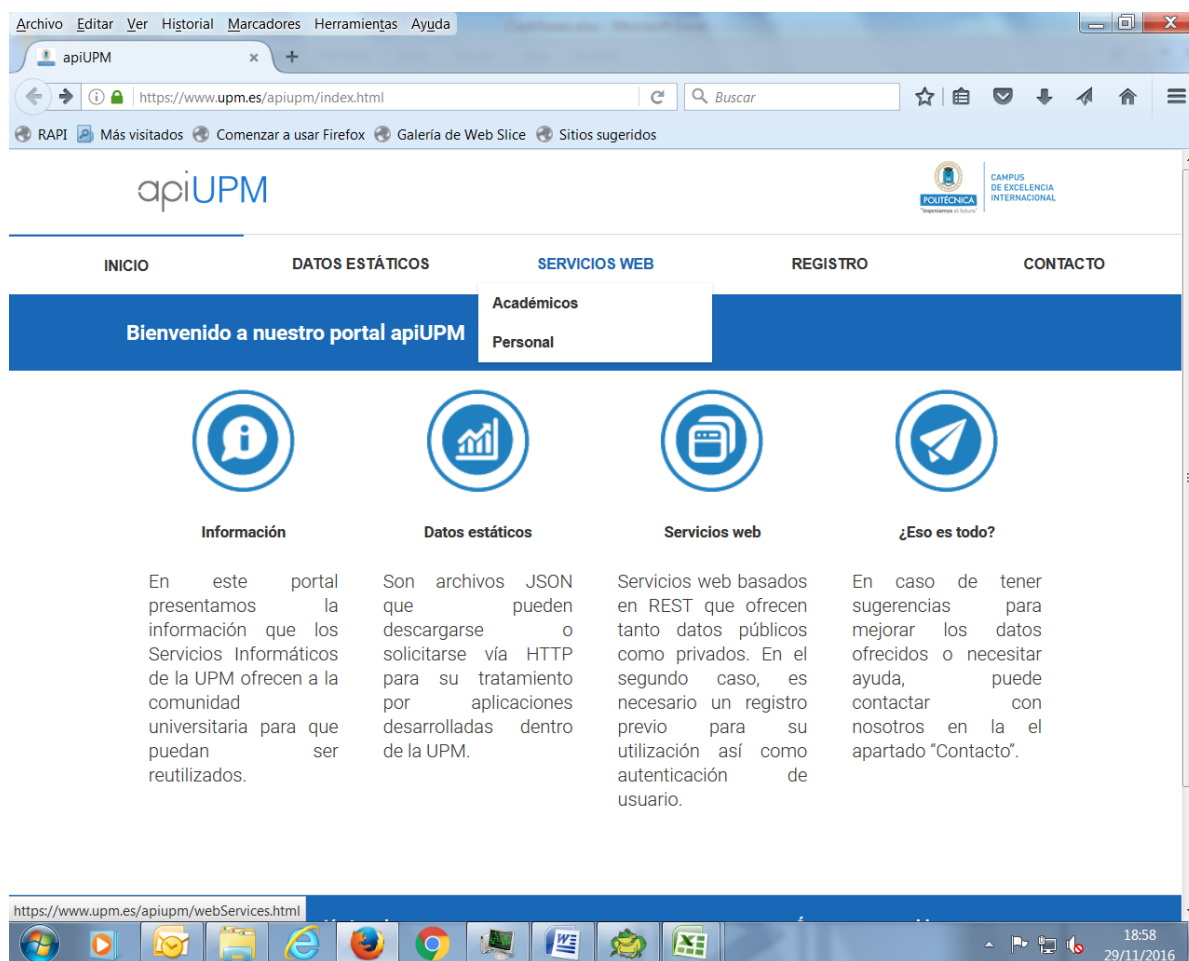 Archivo Editar Ver Historial Marcadores Herramientas Ayuda
apiUPM
https://www.upm.es/apiupm/index.html
Buscar
RAPI Más visitados Comenzar a usar Firefox Galería de Web Slice Sitios sugeridos
apiUPM
POLITÉCNICA
"Ingeniamos el futuro"
CAMPUS
DE EXCELENCIA
INTERNACIONAL
INICIO DATOS ESTÁTICOS SERVICIOS WEB REGISTRO CONTACTO
Académicos
Personal
Bienvenido a nuestro portal apiUPM
Información
En este portal
presentamos la
información que los
Servicios Informáticos
de la UPM ofrecen a la
comunidad
universitaria para que
puedan ser
reutilizados.
Datos estáticos
Son archivos JSON
que pueden
descargarse o
solicitarse vía HTTP
para su tratamiento
por aplicaciones
desarrolladas dentro
de la UPM.
Servicios web
Servicios web basados
en REST que ofrecen
tanto datos públicos
como privados. En el
segundo caso, es
necesario un registro
previo para su
utilización así como
autenticación de
usuario.
¿Eso es todo?
En caso de tener
sugerencias para
mejorar los datos
ofrecidos o necesitar
ayuda, puede
contactar con
nosotros en la el
apartado “Contacto”.
https://www.upm.es/apiupm/webServices.html
18:58
29/11/2016